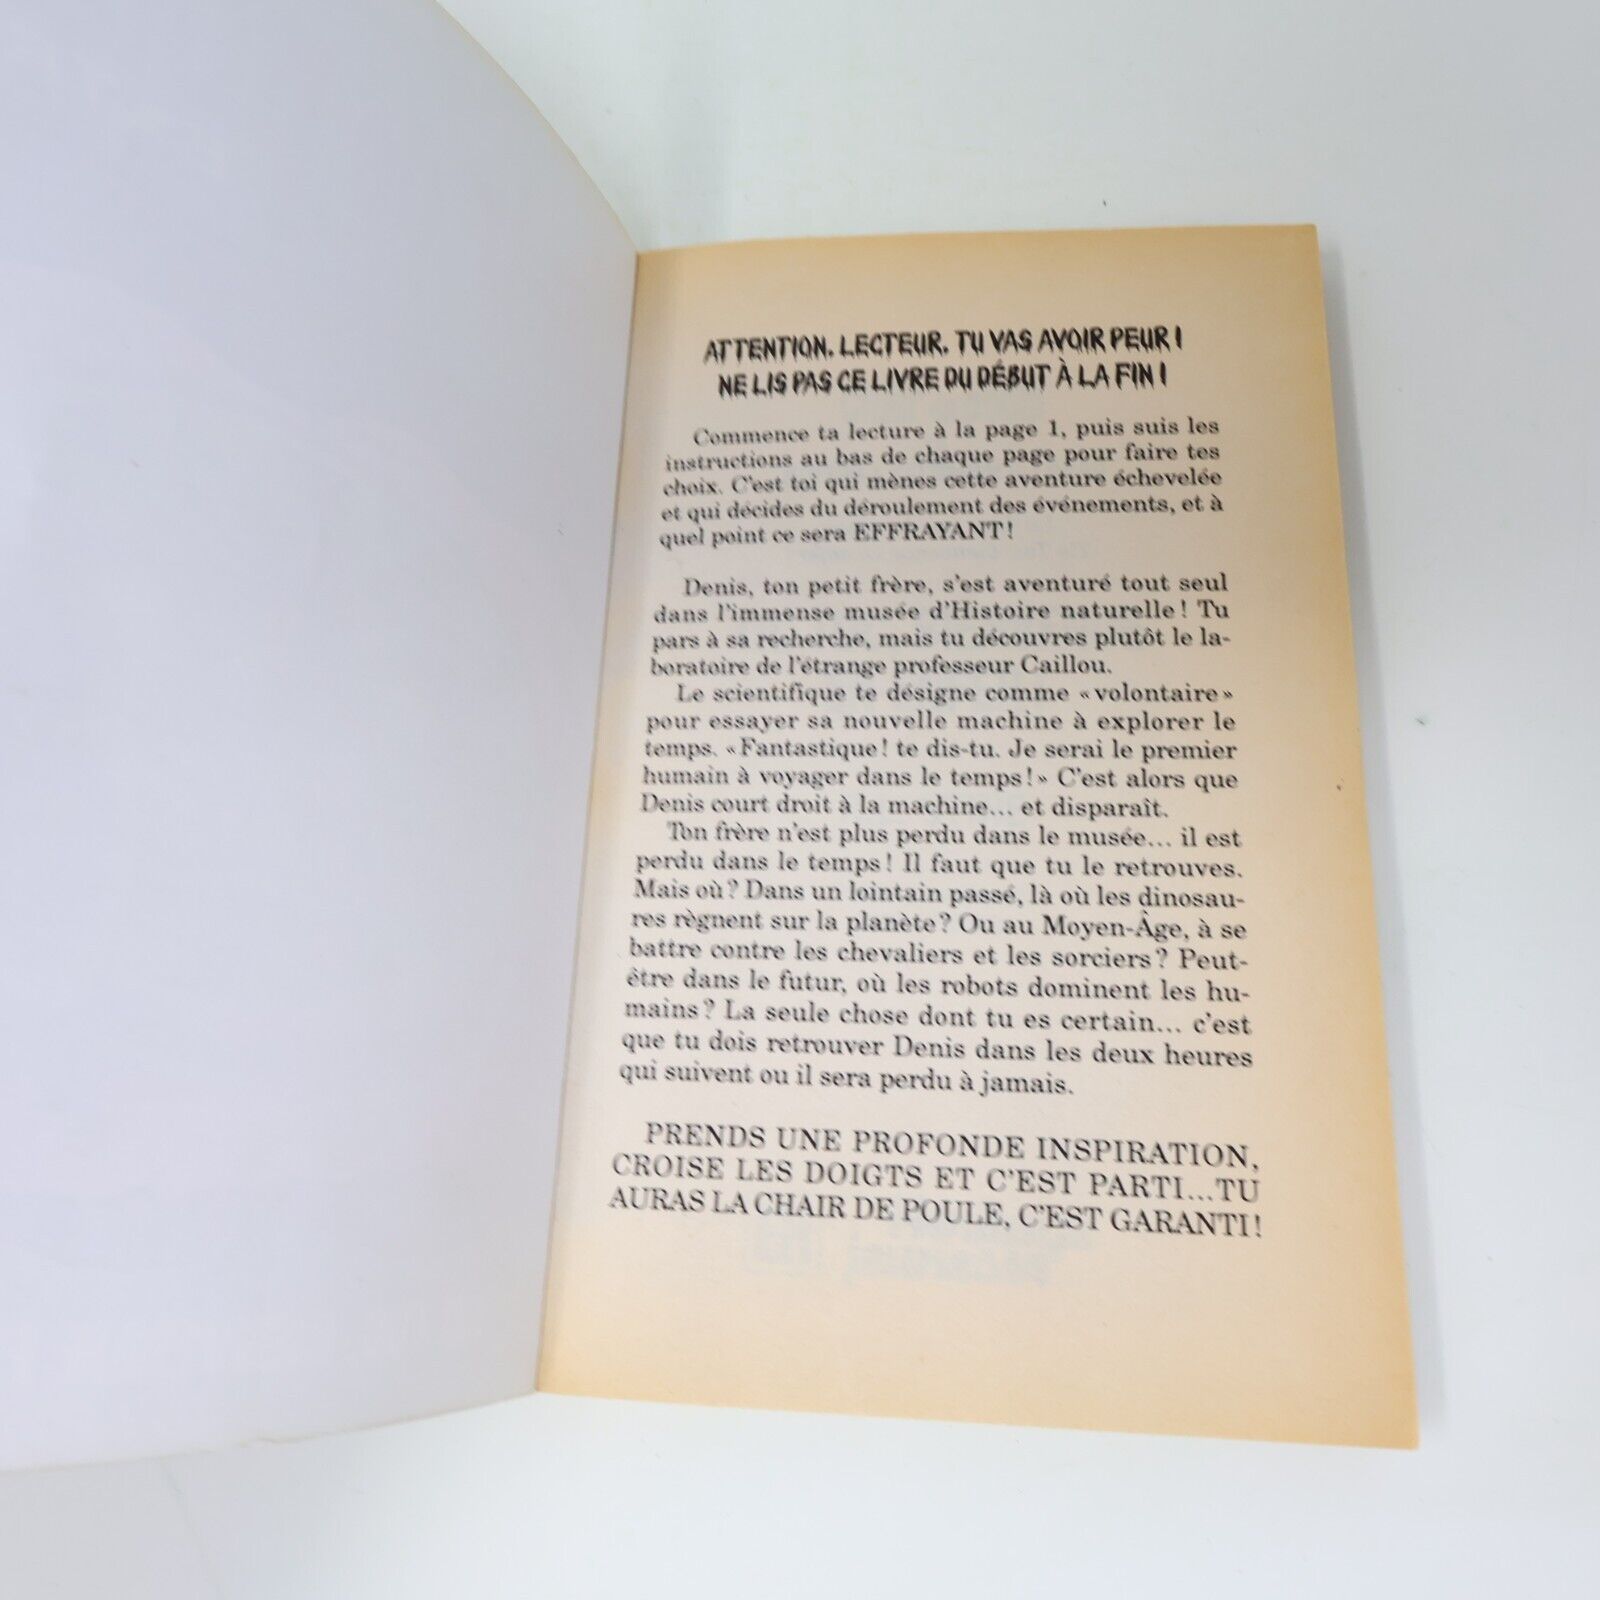 ATTENTION, LECTEUR, TU VAS AVOIR PEUR !
NE LIS PAS CE LIVRE DU DÉBUT À LA FIN !
Commence ta lecture à la page 1, puis suis les
instructions au bas de chaque page pour faire tes
choix. C'est toi qui mènes cette aventure échevelée
et qui décides du déroulement des événements, et à
quel point ce sera EFFRAYANT !
Denis, ton petit frère, s'est aventuré tout seul
dans l'immense musée d'Histoire naturelle ! Tu
pars à sa recherche, mais tu découvres plutôt le la-
boratoire de l'étrange professeur Caillou.
Le scientifique te désigne comme « volontaire »
pour essayer sa nouvelle machine à explorer le
temps. « Fantastique ! te dis-tu. Je serai le premier
humain à voyager dans le temps ! » C'est alors que
Denis court droit à la machine... et disparaît.
Ton frère n'est plus perdu dans le musée... il est
perdu dans le temps ! Il faut que tu le retrouves.
Mais où ? Dans un lointain passé, là où les dinosau-
res règnent sur la planète ? Ou au Moyen-Âge, à se
battre contre les chevaliers et les sorciers ? Peut-
être dans le futur, où les robots dominent les hu-
mains ? La seule chose dont tu es certain... c'est
que tu dois retrouver Denis dans les deux heures
qui suivent ou il sera perdu à jamais.
PRENDS UNE PROFONDE INSPIRATION,
CROISE LES DOIGTS ET C'EST PARTI...TU
AURAS LA CHAIR DE POULE, C'EST GARANTI !